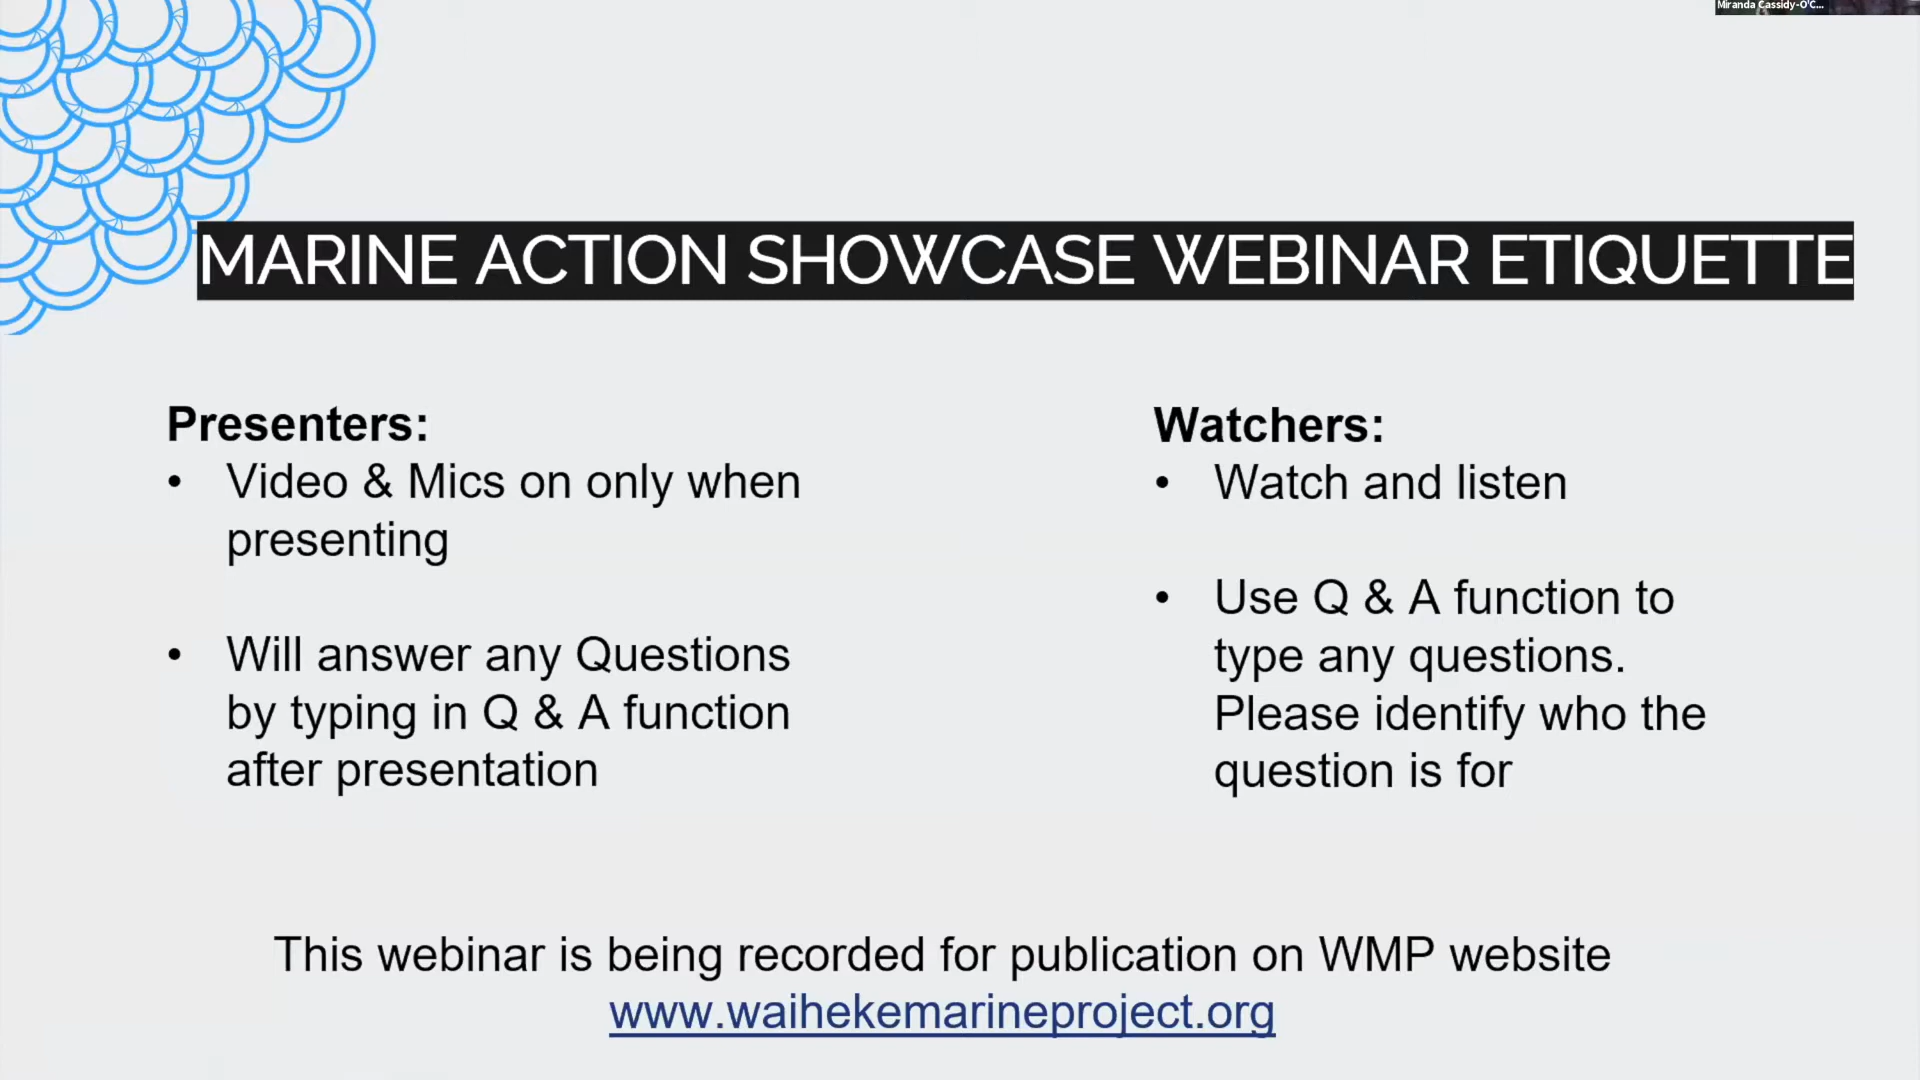 Miranda Cassidy-O'C...
MARINE ACTION SHOWCASE WEBINAR ETIQUETTE
Presenters:
• Video & Mics on only when
presenting
• Will answer any Questions
by typing in Q & A function
after presentation
Watchers:
• Watch and listen
• Use Q & A function to
type any questions.
Please identify who the
question is for
This webinar is being recorded for publication on WMP website
www.waihekemarineproject.org